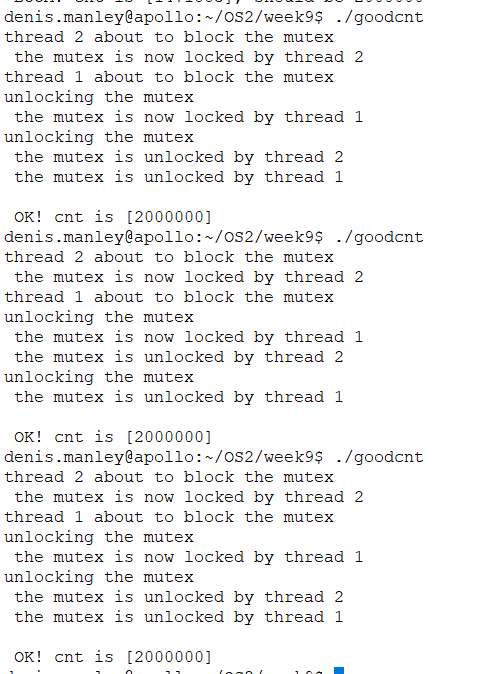 denis.manley@apollo:~/OS2/week9$ ./goodcnt
thread 2 about to block the mutex
 the mutex is now locked by thread 2
thread 1 about to block the mutex
unlocking the mutex
 the mutex is now locked by thread 1
unlocking the mutex
 the mutex is unlocked by thread 2
 the mutex is unlocked by thread 1

 OK! cnt is [2000000]
denis.manley@apollo:~/OS2/week9$ ./goodcnt
thread 2 about to block the mutex
 the mutex is now locked by thread 2
thread 1 about to block the mutex
unlocking the mutex
 the mutex is now locked by thread 1
 the mutex is unlocked by thread 2
unlocking the mutex
 the mutex is unlocked by thread 1

 OK! cnt is [2000000]
denis.manley@apollo:~/OS2/week9$ ./goodcnt
thread 2 about to block the mutex
 the mutex is now locked by thread 2
thread 1 about to block the mutex
unlocking the mutex
 the mutex is now locked by thread 1
unlocking the mutex
 the mutex is unlocked by thread 2
 the mutex is unlocked by thread 1

 OK! cnt is [2000000]